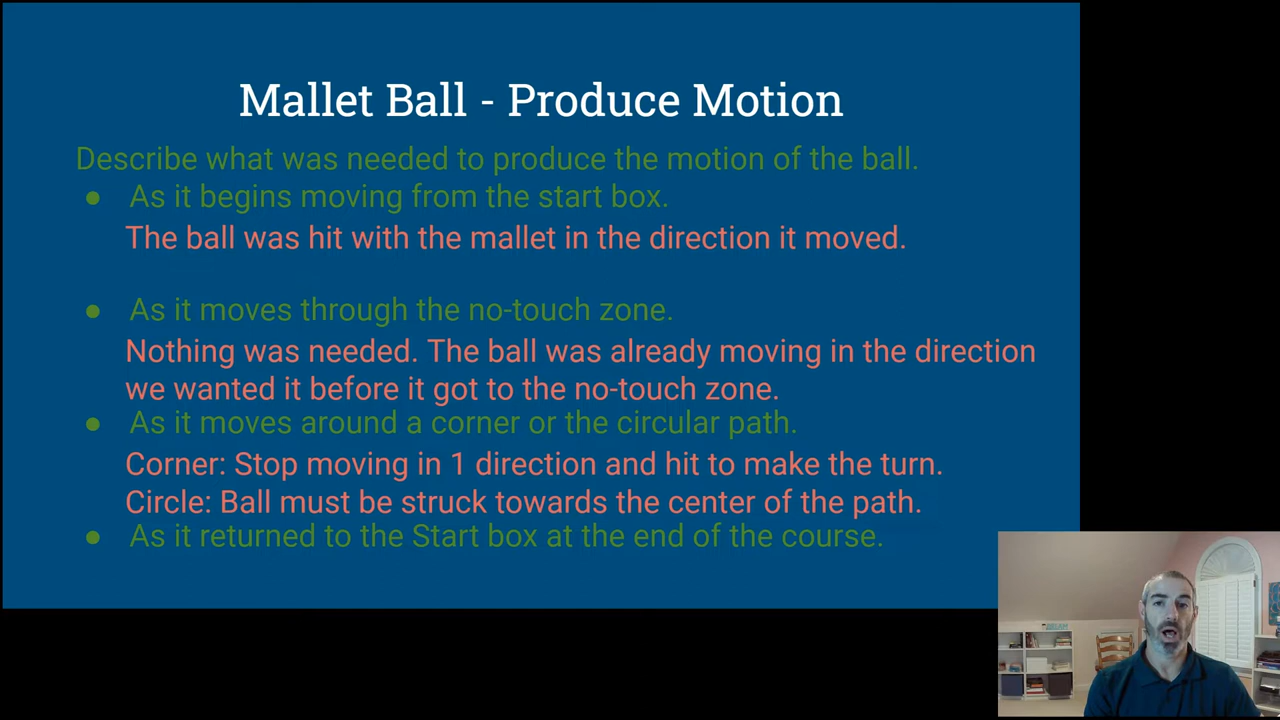 Mallet Ball - Produce Motion
Describe what was needed to produce the motion of the ball.
● As it begins moving from the start box.
The ball was hit with the mallet in the direction it moved.
● As it moves through the no-touch zone.
Nothing was needed. The ball was already moving in the direction
we wanted it before it got to the no-touch zone.
● As it moves around a corner or the circular path.
Corner: Stop moving in 1 direction and hit to make the turn.
Circle: Ball must be struck towards the center of the path.
● As it returned to the Start box at the end of the course.